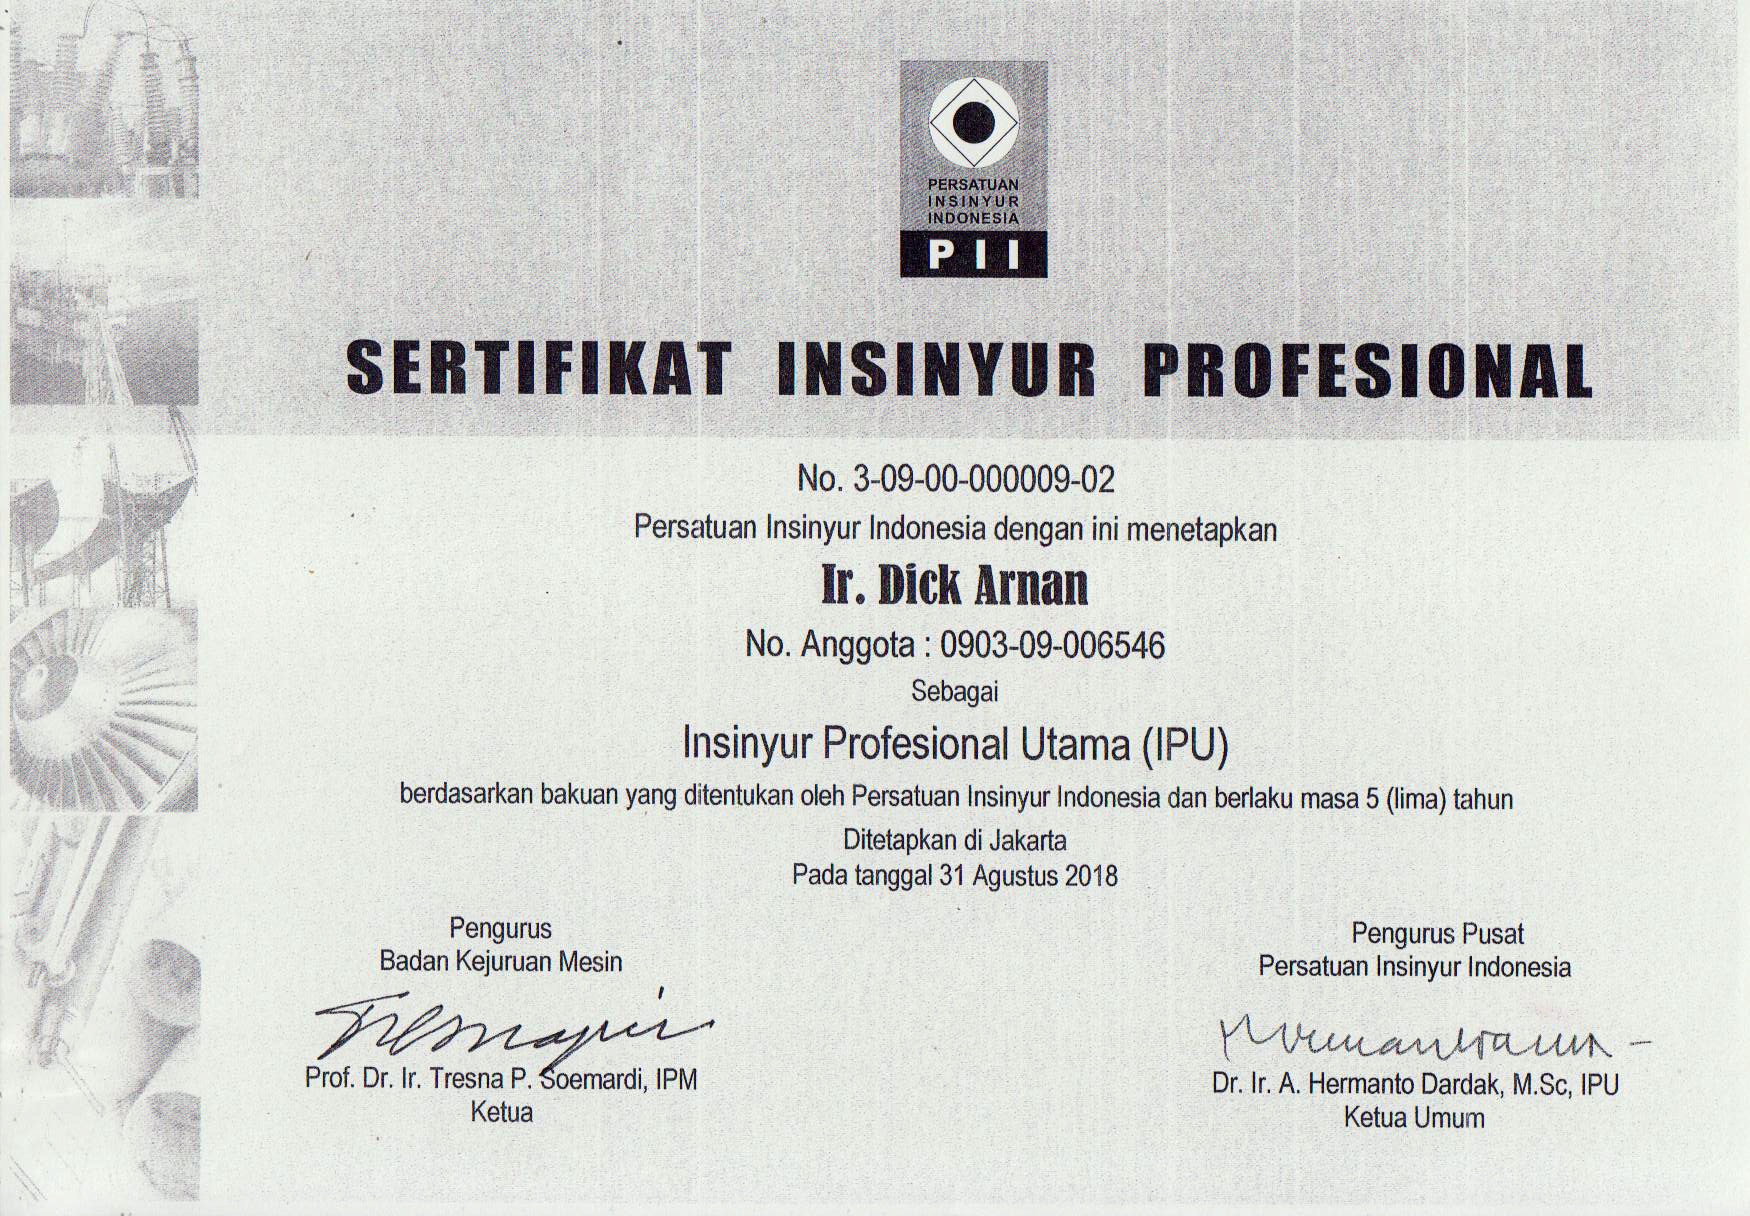 PERSATUAN
INSINYUR
INDONESIA
PII
SERTIFIKAT INSINYUR PROFESIONAL
No. 3-09-00-000009-02
Persatuan Insinyur Indonesia dengan ini menetapkan
Ir. Dick Arnan
No. Anggota : 0903-09-006546
Sebagai
Insinyur Profesional Utama (IPU)
berdasarkan bakuan yang ditentukan oleh Persatuan Insinyur Indonesia dan berlaku masa 5 (lima) tahun
Ditetapkan di Jakarta
Pada tanggal 31 Agustus 2018
Pengurus
Badan Kejuruan Mesin
Prof. Dr. Ir. Tresna P. Soemardi, IPM
Ketua
Pengurus Pusat
Persatuan Insinyur Indonesia
Dr. Ir. A. Hermanto Dardak, M.Sc, IPU
Ketua Umum